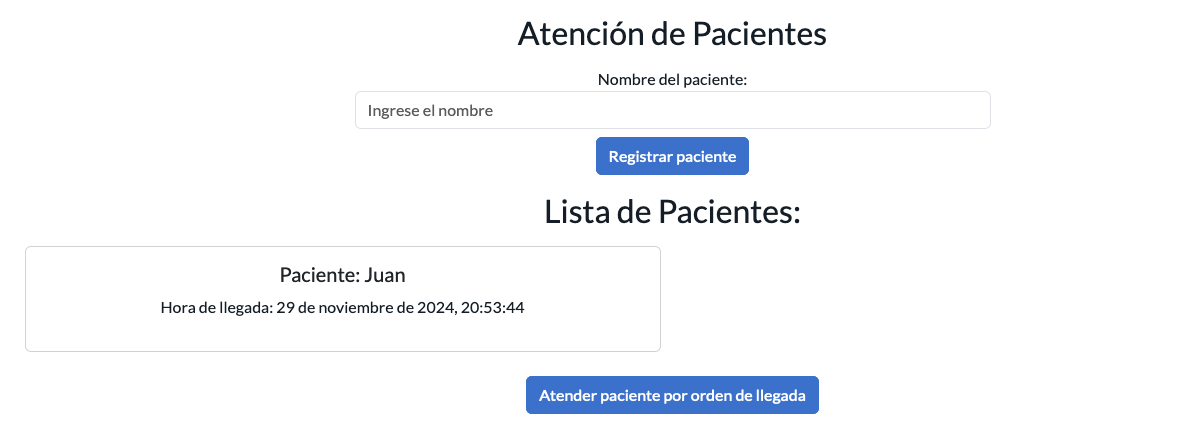 Atención de Pacientes
Nombre del paciente:
Ingrese el nombre
Registrar paciente
Lista de Pacientes:
Paciente: Juan
Hora de llegada: 29 de noviembre de 2024, 20:53:44
Atender paciente por orden de llegada